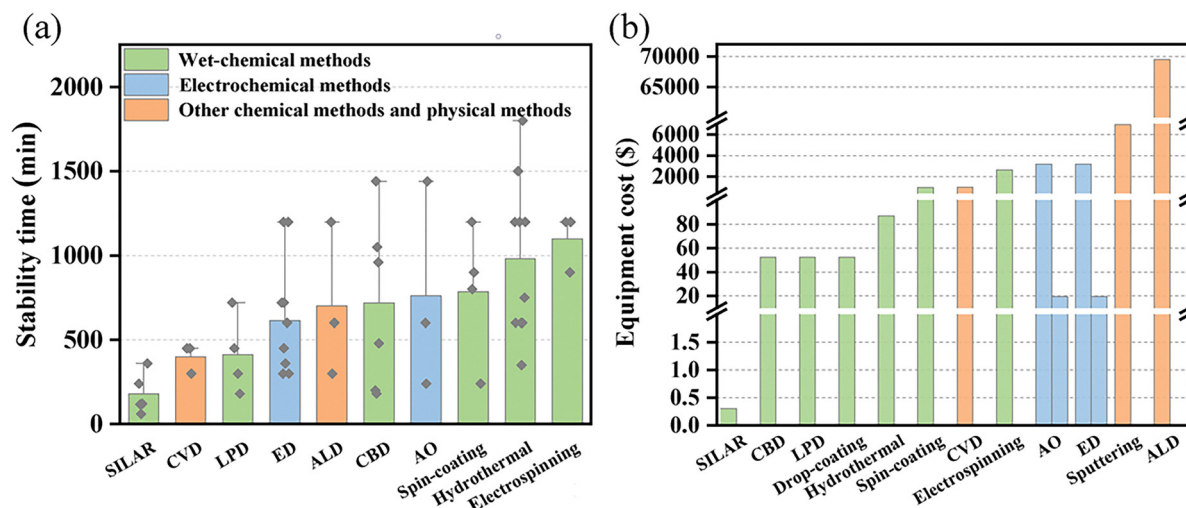 (a)
Stability time (min)
2000
1500
1000
500
0
Wet-chemical methods
Electrochemical methods
Other chemical methods and physical methods
SILAR
CVD
LPD
ED
ALD
CBD
AO
Spin-coating
Hydrothermal
Electrospinning
(b)
Equipment cost ($)
70000
65000
6000
4000
2000
80
60
40
20
1.5
1.0
0.5
0.0
SILAR
CBD
LPD
Drop-coating
Hydrothermal
Spin-coating
CVD
Electrospinning
AO
ED
Sputtering
ALD